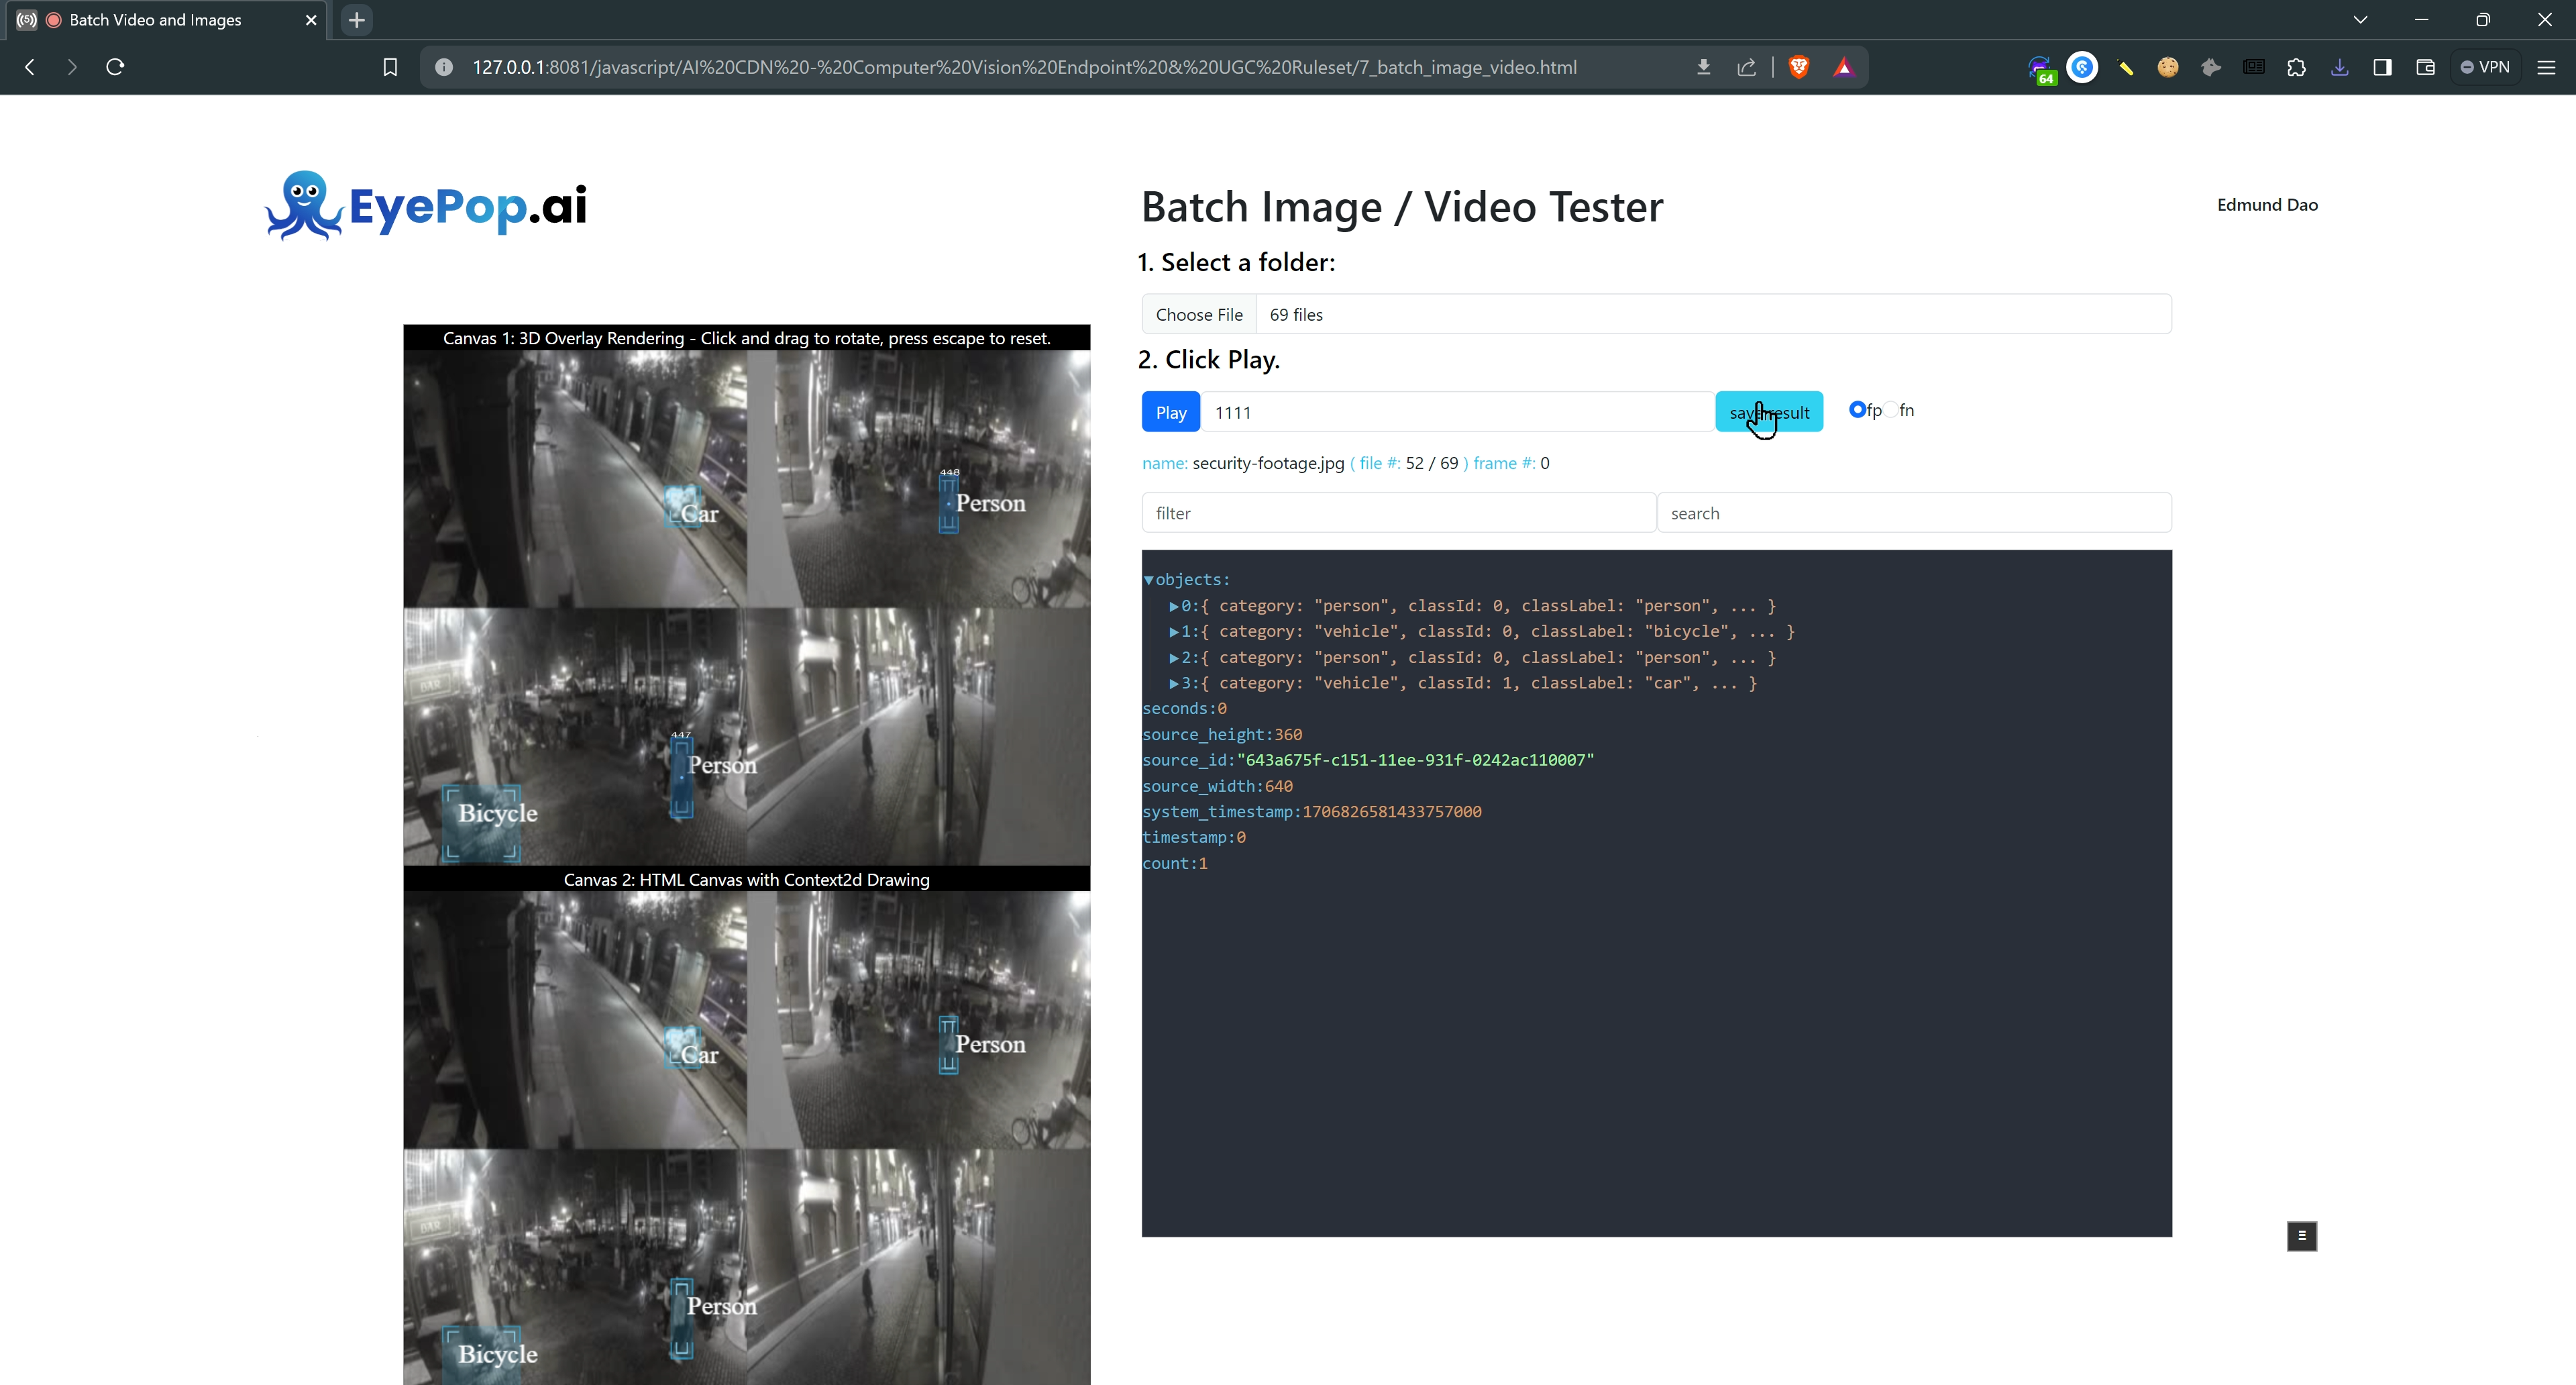 Batch Video and Images
127.0.0.1:8081/javascript/AI%20CDN%20-%20Computer%20Vision%20Endpoint%20&%20UGC%20Ruleset/7_batch_image_video.html
64
VPN
EyePop.ai
Batch Image / Video Tester
Edmund Dao
1. Select a folder:
Choose File 69 files
2. Click Play.
Play 1111 save result fp fn
name: security-footage.jpg ( file #: 52 / 69 ) frame #: 0
filter search
▼objects:
▶0:{ category: "person", classId: 0, classLabel: "person", ... }
▶1:{ category: "vehicle", classId: 0, classLabel: "bicycle", ... }
▶2:{ category: "person", classId: 0, classLabel: "person", ... }
▶3:{ category: "vehicle", classId: 1, classLabel: "car", ... }
seconds:0
source_height:360
source_id:"643a675f-c151-11ee-931f-0242ac110007"
source_width:640
system_timestamp:1706826581433757000
timestamp:0
count:1
Canvas 1: 3D Overlay Rendering - Click and drag to rotate, press escape to reset.
448
Car
Person
BAR
447
Person
Bicycle
Canvas 2: HTML Canvas with Context2d Drawing
Car
Person
BAR
Person
Bicycle